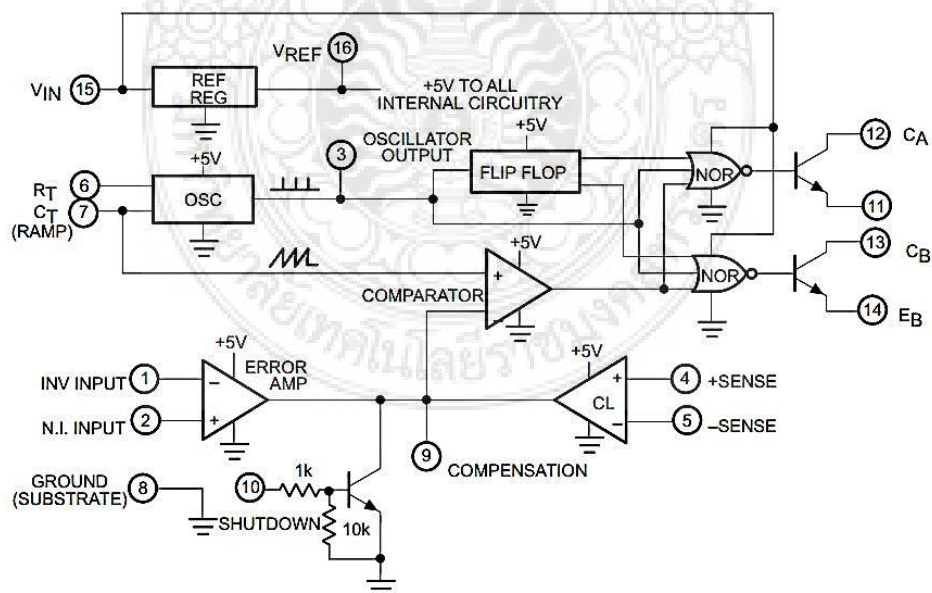 VREF 16
VIN 15
REF REG
+5V TO ALL INTERNAL CIRCUITRY
+5V
3 OSCILLATOR OUTPUT
RT 6
CT 7
(RAMP)
OSC
+5V
FLIP FLOP
NOR
12 CA
11
13 CB
NOR
14 EB
+5V
COMPARATOR
+
−
+5V
ERROR AMP
INV INPUT 1
−
N.I. INPUT 2
+
+5V
CL
+
−
4 +SENSE
5 –SENSE
9
COMPENSATION
GROUND (SUBSTRATE) 8
10
1k
SHUTDOWN
10k